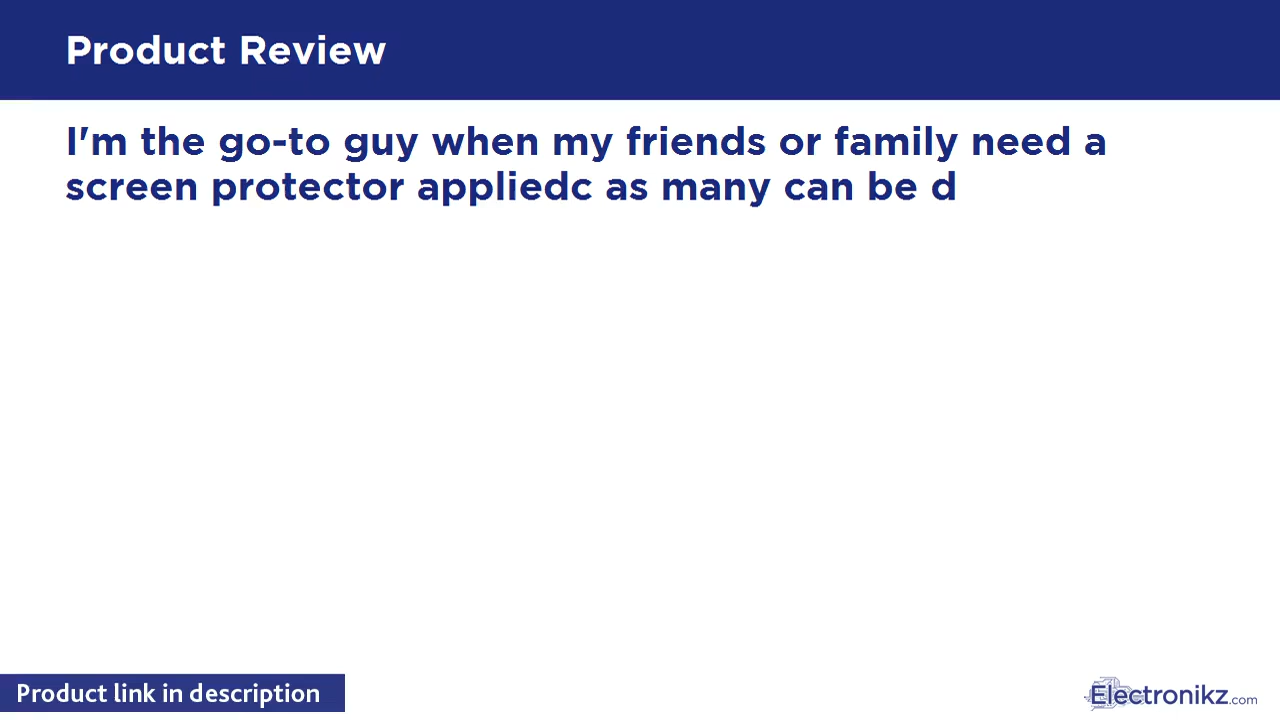 Product Review
I'm the go-to guy when my friends or family need a
screen protector appliedc as many can be d
Product link in description
Electronikz.com